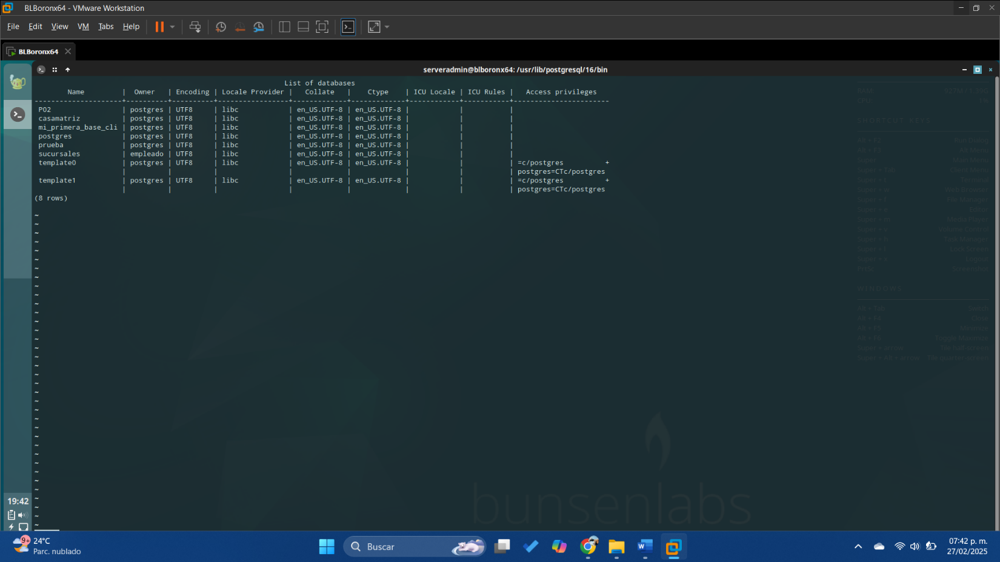 BLBoronx64 - VMware Workstation
File Edit View VM Tabs Help
BLBoronx64
serveradmin@blboronx64: /usr/lib/postgresql/16/bin
List of databases
Name | Owner | Encoding | Locale Provider | Collate | Ctype | ICU Locale | ICU Rules | Access privileges
P02 | postgres | UTF8 | libc | en_US.UTF-8 | en_US.UTF-8 | | |
casamatriz | postgres | UTF8 | libc | en_US.UTF-8 | en_US.UTF-8 | | |
mi_primera_base_cli | postgres | UTF8 | libc | en_US.UTF-8 | en_US.UTF-8 | | |
postgres | postgres | UTF8 | libc | en_US.UTF-8 | en_US.UTF-8 | | |
prueba | postgres | UTF8 | libc | en_US.UTF-8 | en_US.UTF-8 | | |
sucursales | empleado | UTF8 | libc | en_US.UTF-8 | en_US.UTF-8 | | |
template0 | postgres | UTF8 | libc | en_US.UTF-8 | en_US.UTF-8 | | | =c/postgres +
| | | | | | | | postgres=CTc/postgres
template1 | postgres | UTF8 | libc | en_US.UTF-8 | en_US.UTF-8 | | | =c/postgres +
| | | | | | | | postgres=CTc/postgres
(8 rows)
RAM: 927M / 1.39G
CPU: 1%
SHORTCUT KEYS
Alt + F2 Run Dialog
Alt + F3 Alt Menu
Super Main Menu
Super + Tab Client Menu
Super + t Terminal
Super + w Web Browser
Super + f File Manager
Super + e Editor
Super + m Media Player
Super + v Volume Control
Super + h Task Manager
Super + l Lock Screen
Super + x Logout
PrtSc Screenshot
WINDOWS
Alt + Tab Switch
Alt + F4 Close
Alt + F5 Minimize
Alt + F6 Toggle Minimize
Super + arrow Tile half-screen
Super + Alt + arrow Tile quarter-screen
bunsenlabs
19:42
9+
24°C
Parc. nublado
Buscar
07:42 p. m.
27/02/2025